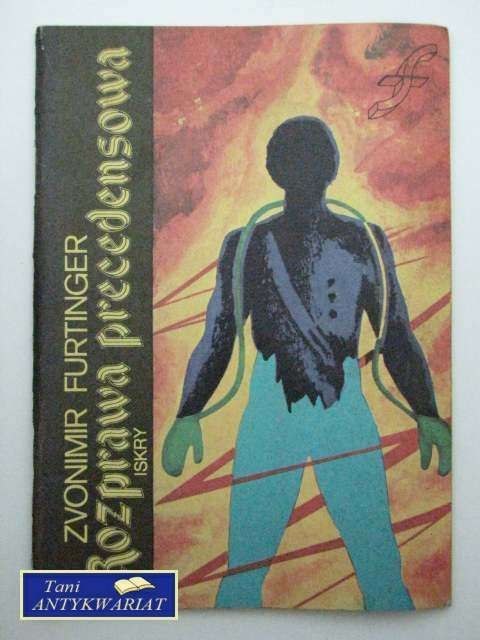 ZVONIMIR FURTINGER
Rozprawa precedensowa
ISKRY
Tani
ANTYKWARIAT